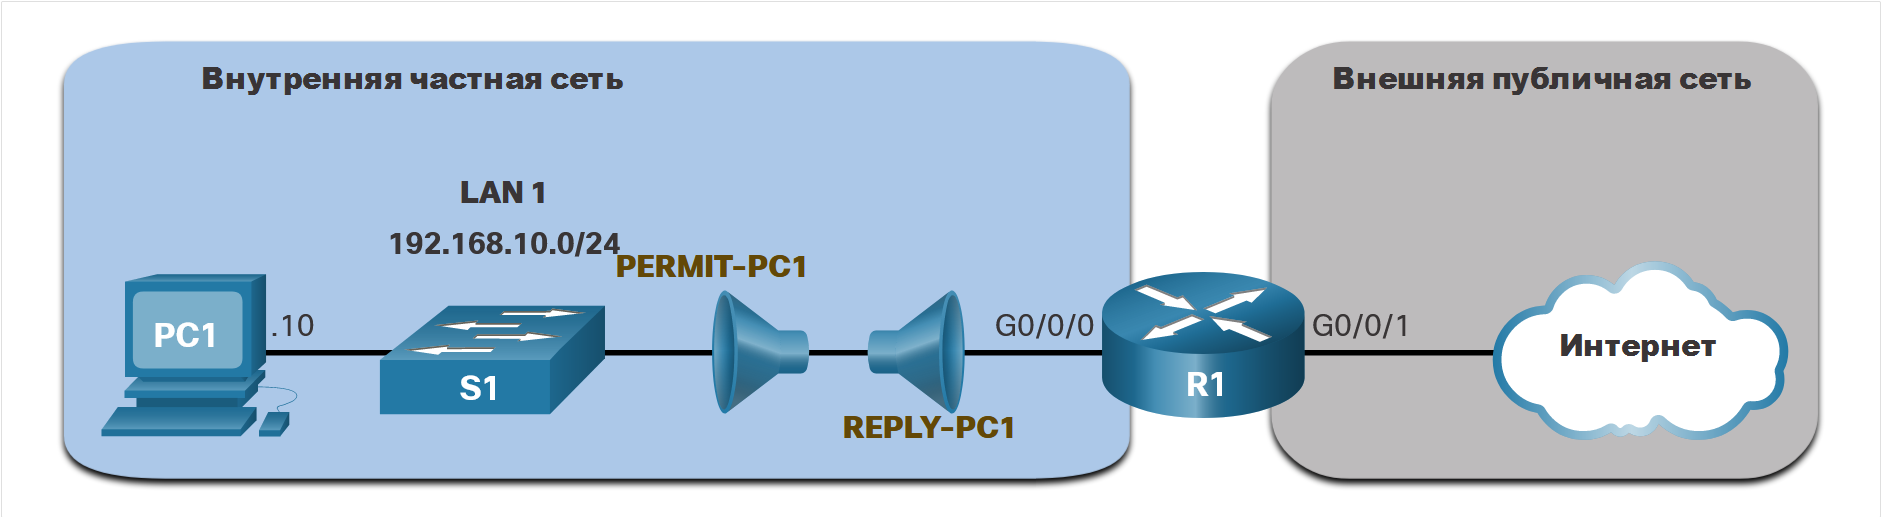 Внутренняя частная сеть
Внешняя публичная сеть
LAN 1
192.168.10.0/24
PERMIT-PC1
PC1
.10
G0/0/0
G0/0/1
Интернет
S1
R1
REPLY-PC1